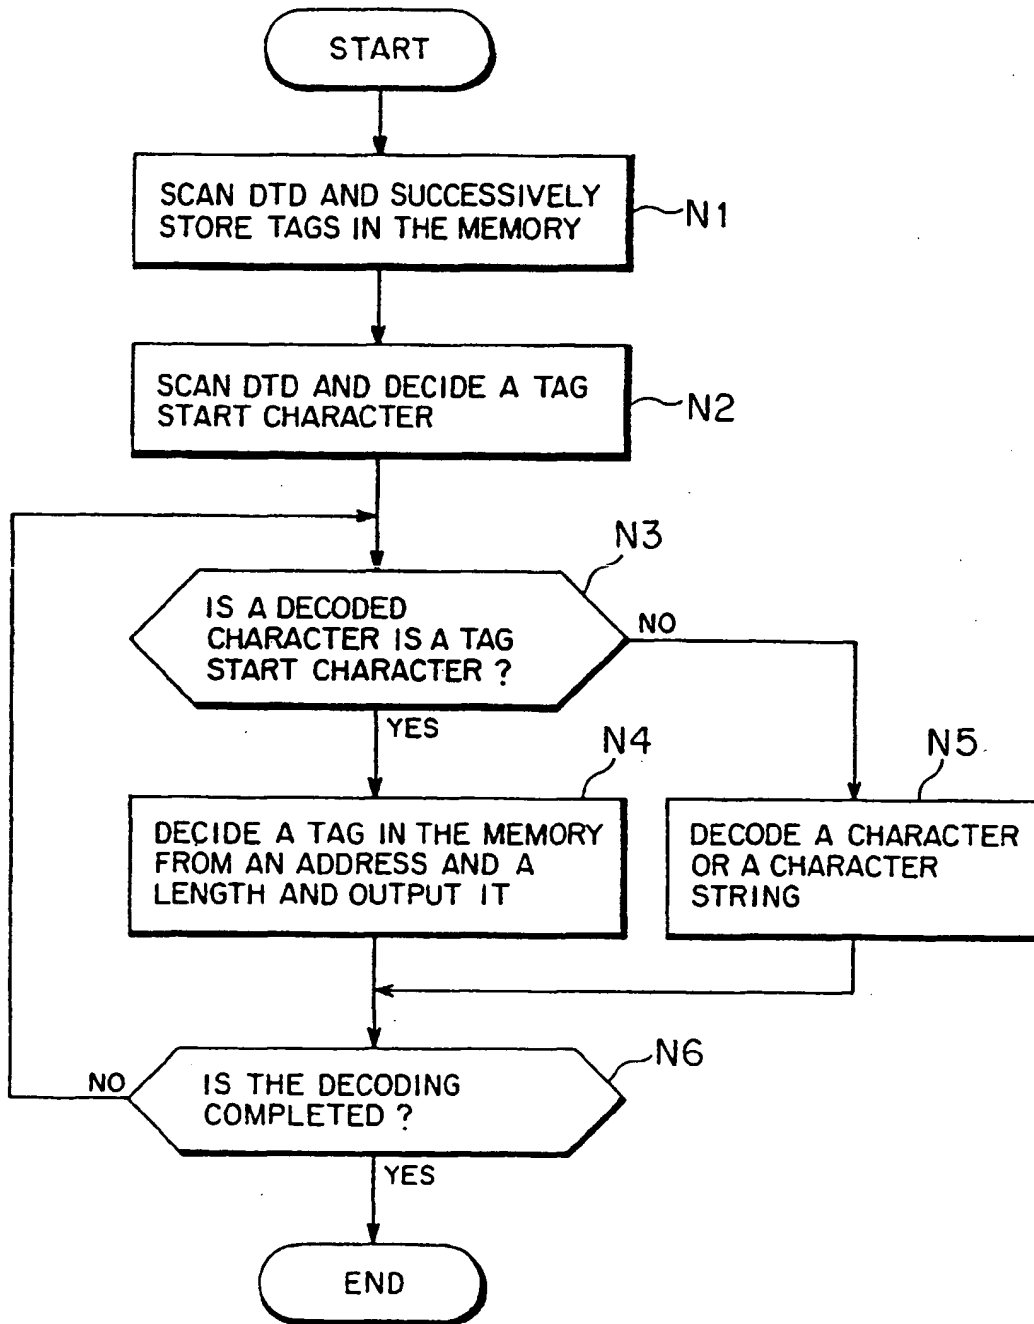 START
SCAN DTD AND SUCCESSIVELY
STORE TAGS IN THE MEMORY
N1
SCAN DTD AND DECIDE A TAG
START CHARACTER
N2
N3
IS A DECODED
CHARACTER IS A TAG
START CHARACTER ?
NO
YES
N4
DECIDE A TAG IN THE MEMORY
FROM AN ADDRESS AND A
LENGTH AND OUTPUT IT
N5
DECODE A CHARACTER
OR A CHARACTER
STRING
N6
NO
IS THE DECODING
COMPLETED ?
YES
END